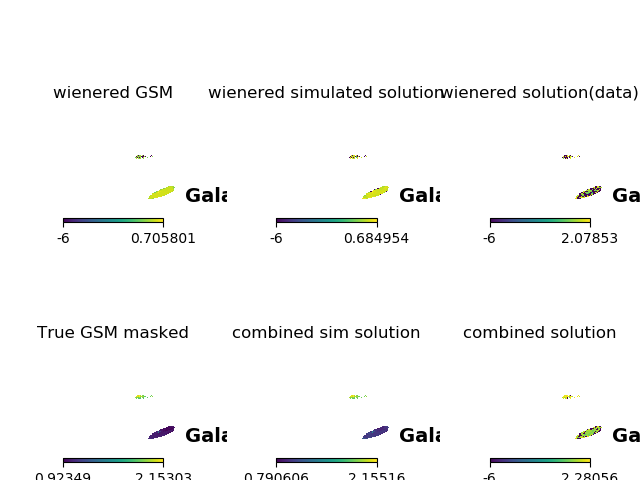 wienered GSM wienered simulated solution wienered solution(data)
Gala Gala Ga
-6 0.705801 -6 0.684954 -6 2.07853
True GSM masked combined sim solution combined solution
Gala Gala Ga
0.92349 2.15303 0.790606 2.15516 -6 2.28056